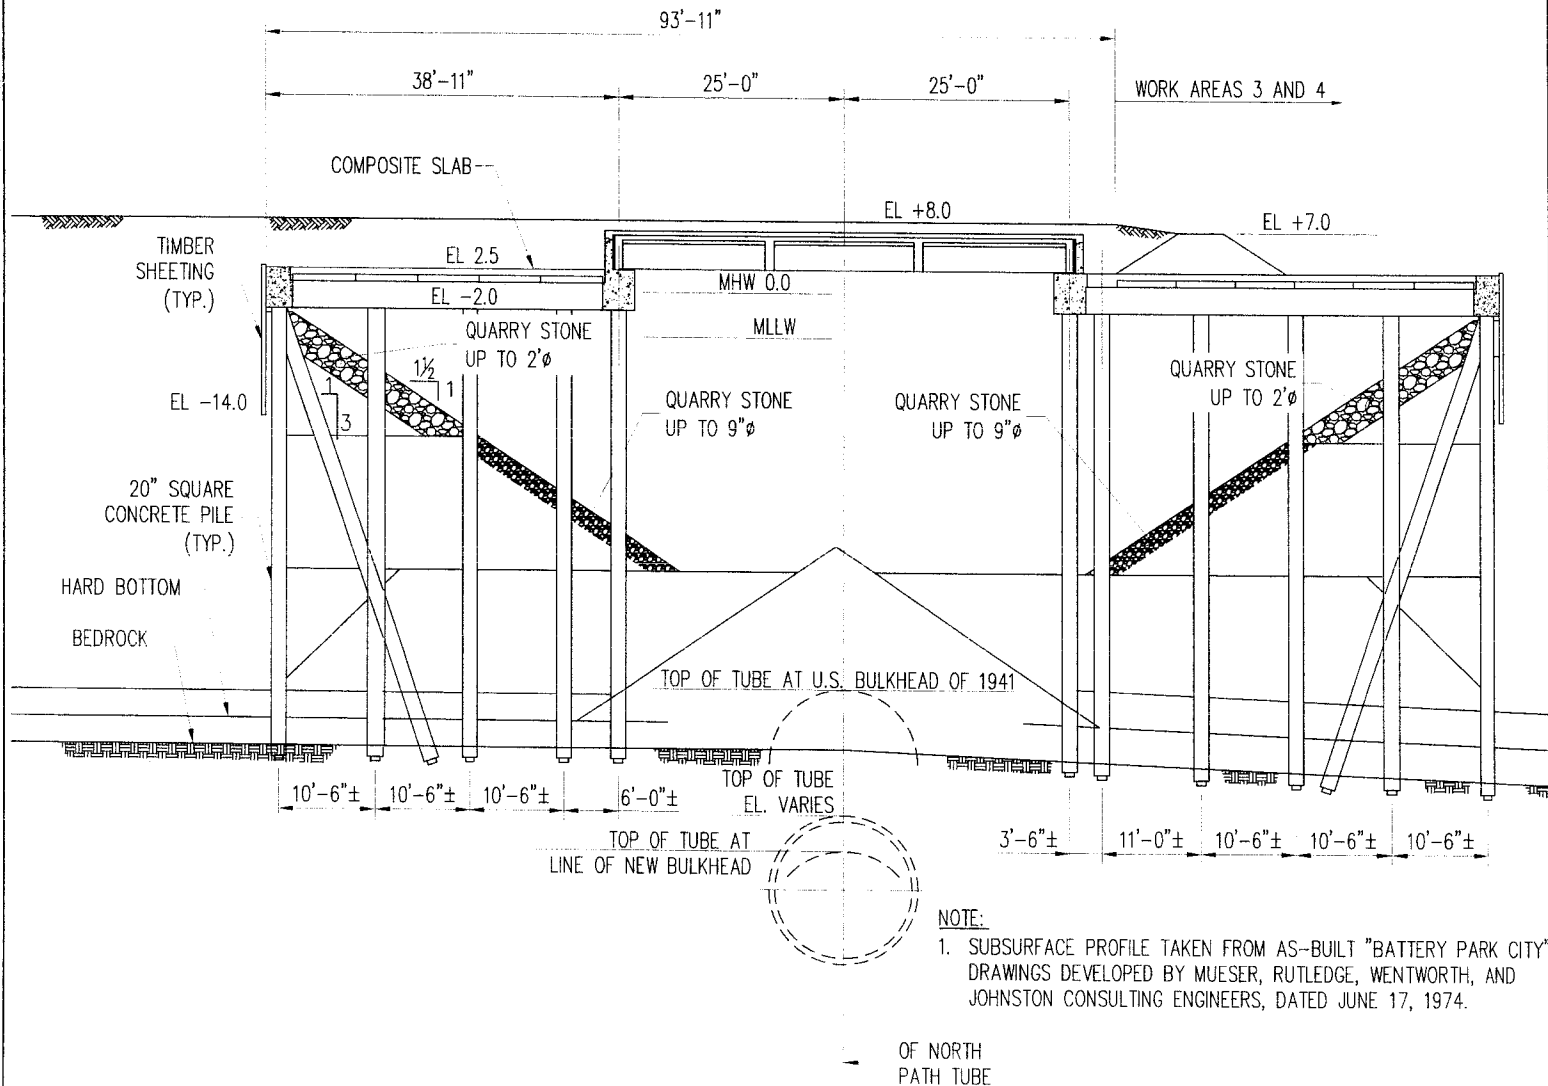 93'-11"
38'-11"
25'-0"
25'-0"
WORK AREAS 3 AND 4
COMPOSITE SLAB
EL +8.0
EL +7.0
TIMBER
SHEETING
(TYP.)
EL 2.5
MHW 0.0
EL -2.0
MLLW
QUARRY STONE
UP TO 2'ø
1½
1
1
3
EL -14.0
QUARRY STONE
UP TO 9"ø
QUARRY STONE
UP TO 9"ø
QUARRY STONE
UP TO 2'ø
20" SQUARE
CONCRETE PILE
(TYP.)
HARD BOTTOM
BEDROCK
TOP OF TUBE AT U.S. BULKHEAD OF 1941
TOP OF TUBE
EL. VARIES
10'-6"±
10'-6"±
10'-6"±
6'-0"±
TOP OF TUBE AT
LINE OF NEW BULKHEAD
3'-6"±
11'-0"±
10'-6"±
10'-6"±
10'-6"±
NOTE:
1. SUBSURFACE PROFILE TAKEN FROM AS-BUILT "BATTERY PARK CITY"
DRAWINGS DEVELOPED BY MUESER, RUTLEDGE, WENTWORTH, AND
JOHNSTON CONSULTING ENGINEERS, DATED JUNE 17, 1974.
OF NORTH
PATH TUBE